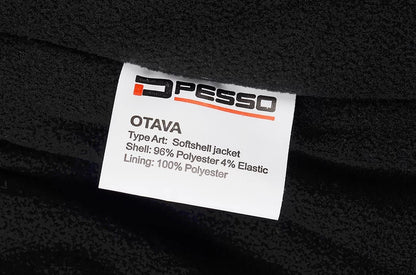 PESSO
OTAVA
Type Art: Softshell jacket
Shell: 96% Polyester 4% Elastic
Lining: 100% Polyester